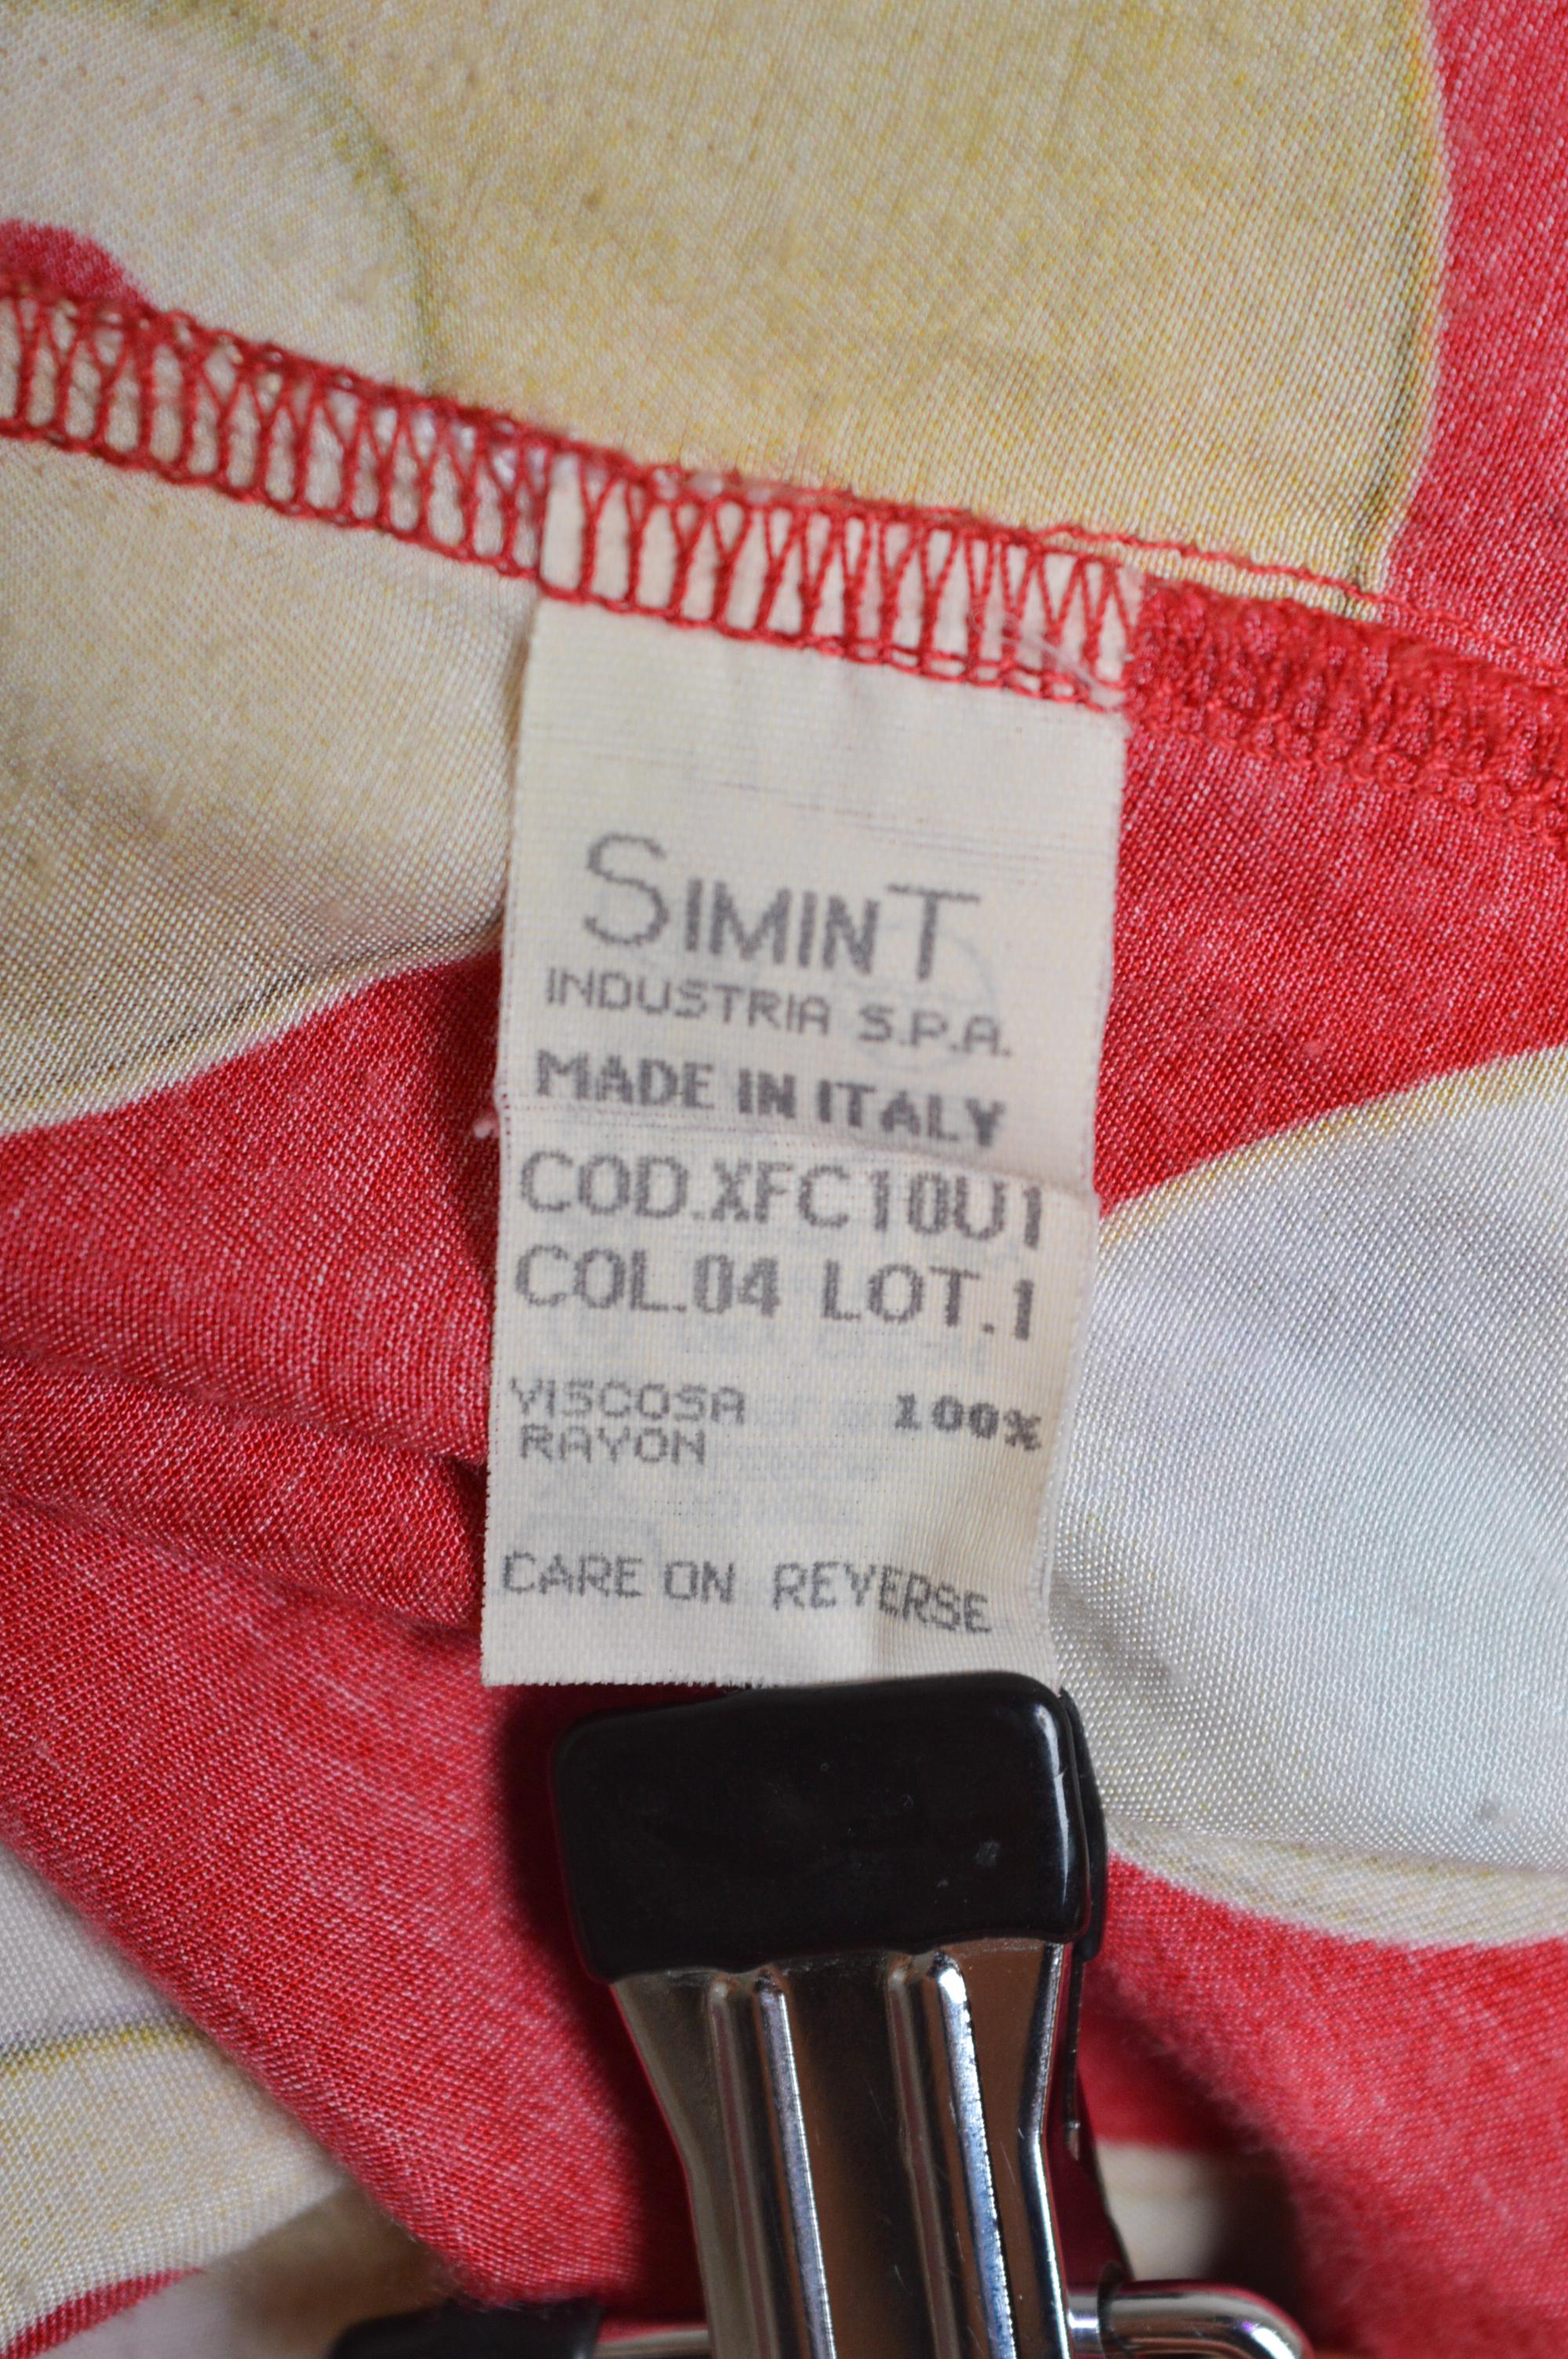 SIMINT
INDUSTRIA S.P.A.
MADE IN ITALY
COD.XFC10U1
COL.04 LOT.1
VISCOSA 100%
RAYON
CARE ON REVERSE